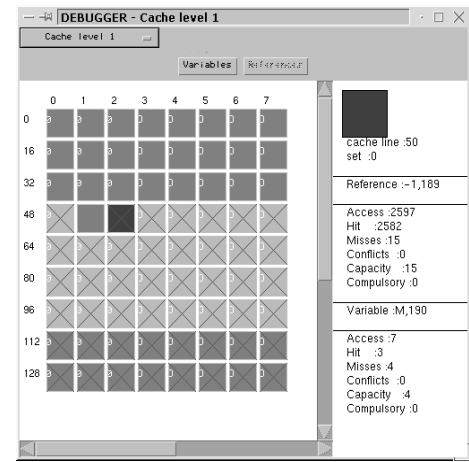 DEBUGGER - Cache level 1
Cache level 1
Variables References
0 1 2 3 4 5 6 7
0
16
32
48
64
80
96
112
128
cache line :50
set :0
Reference :-1,189
Access :2597
Hit :2582
Misses :15
Conflicts :0
Capacity :15
Compulsory :0
Variable :M,190
Access :7
Hit :3
Misses :4
Conflicts :0
Capacity :4
Compulsory :0